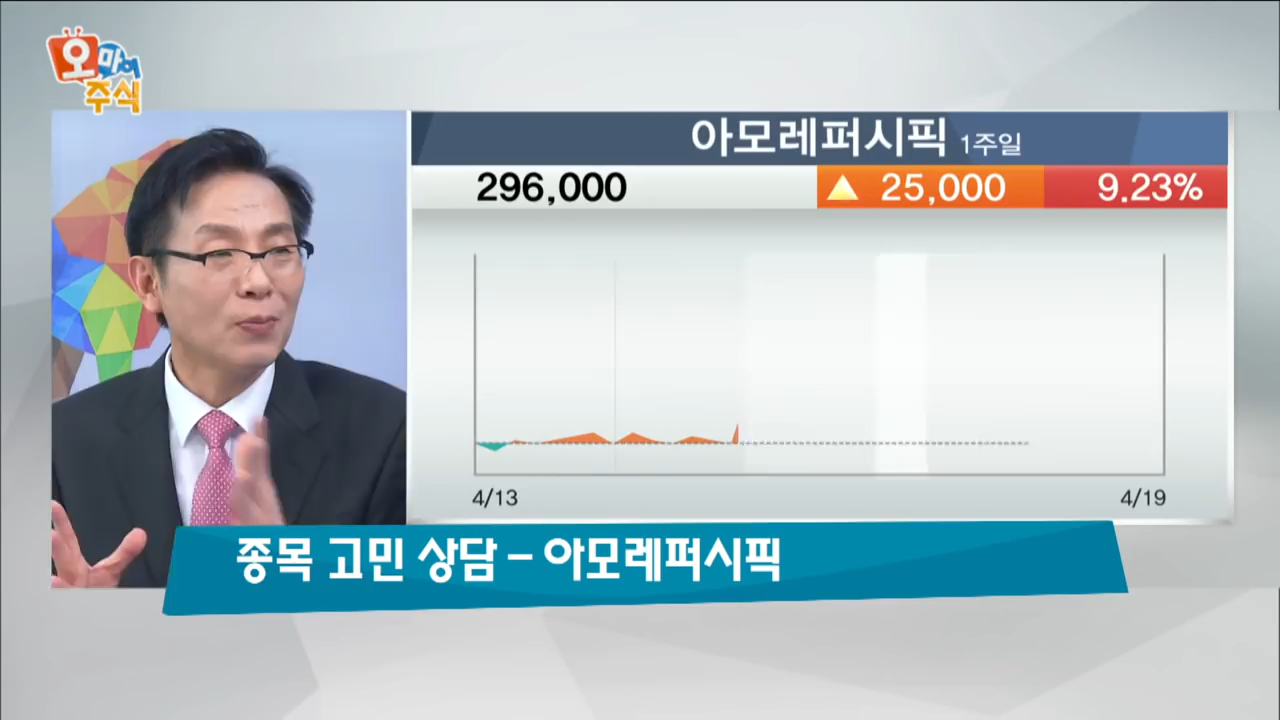 오 마이
주식
아모레퍼시픽 1주일
296,000 ▲ 25,000 9.23%
4/13 4/19
종목 고민 상담 – 아모레퍼시픽